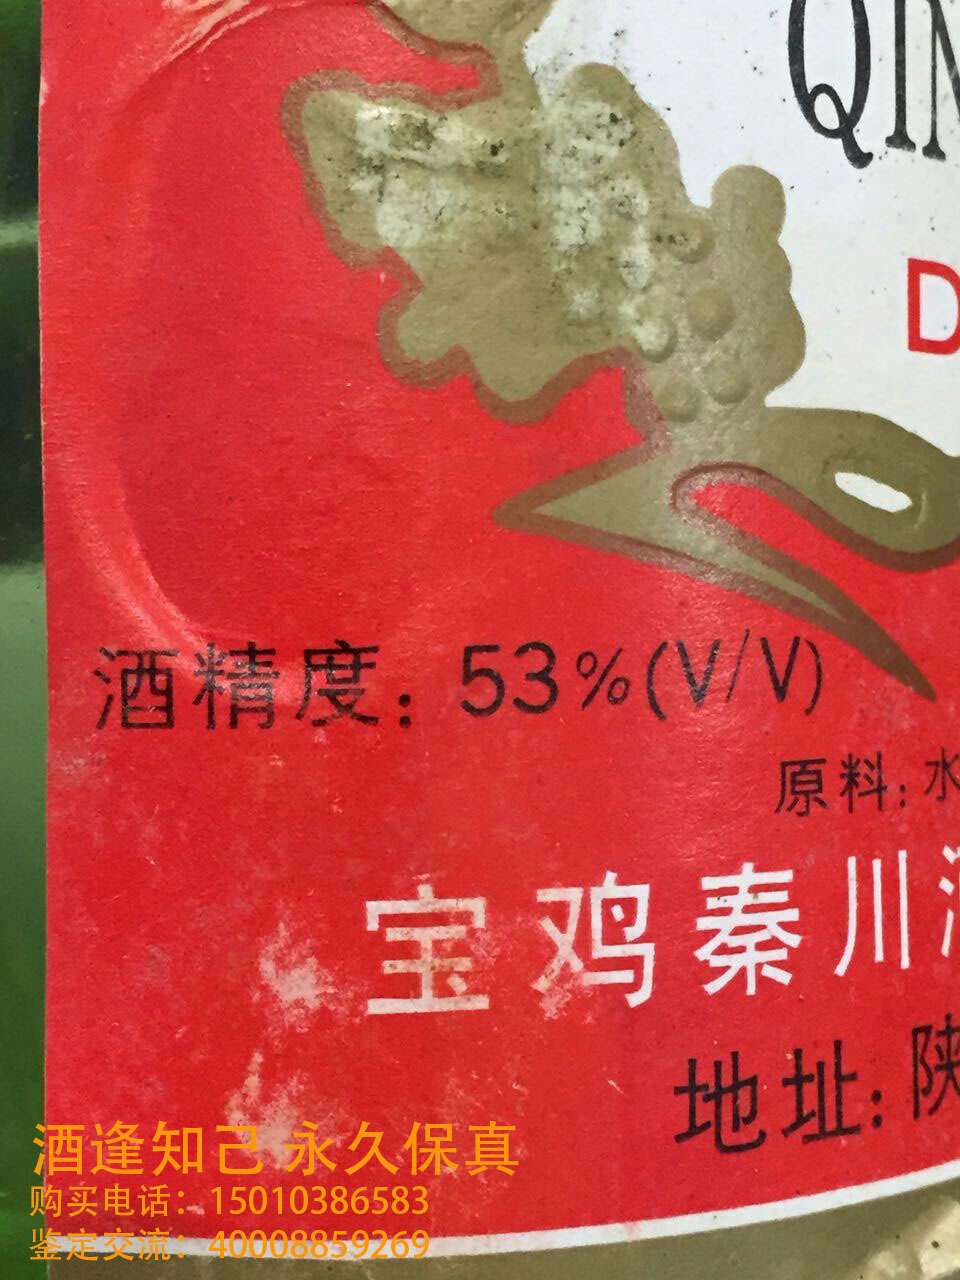 QIN
D
酒精度：53%(V/V)
原料：水
宝鸡秦川酒
地址：陕
酒逢知己 永久保真
购买电话：15010386583
鉴定交流：40008859269